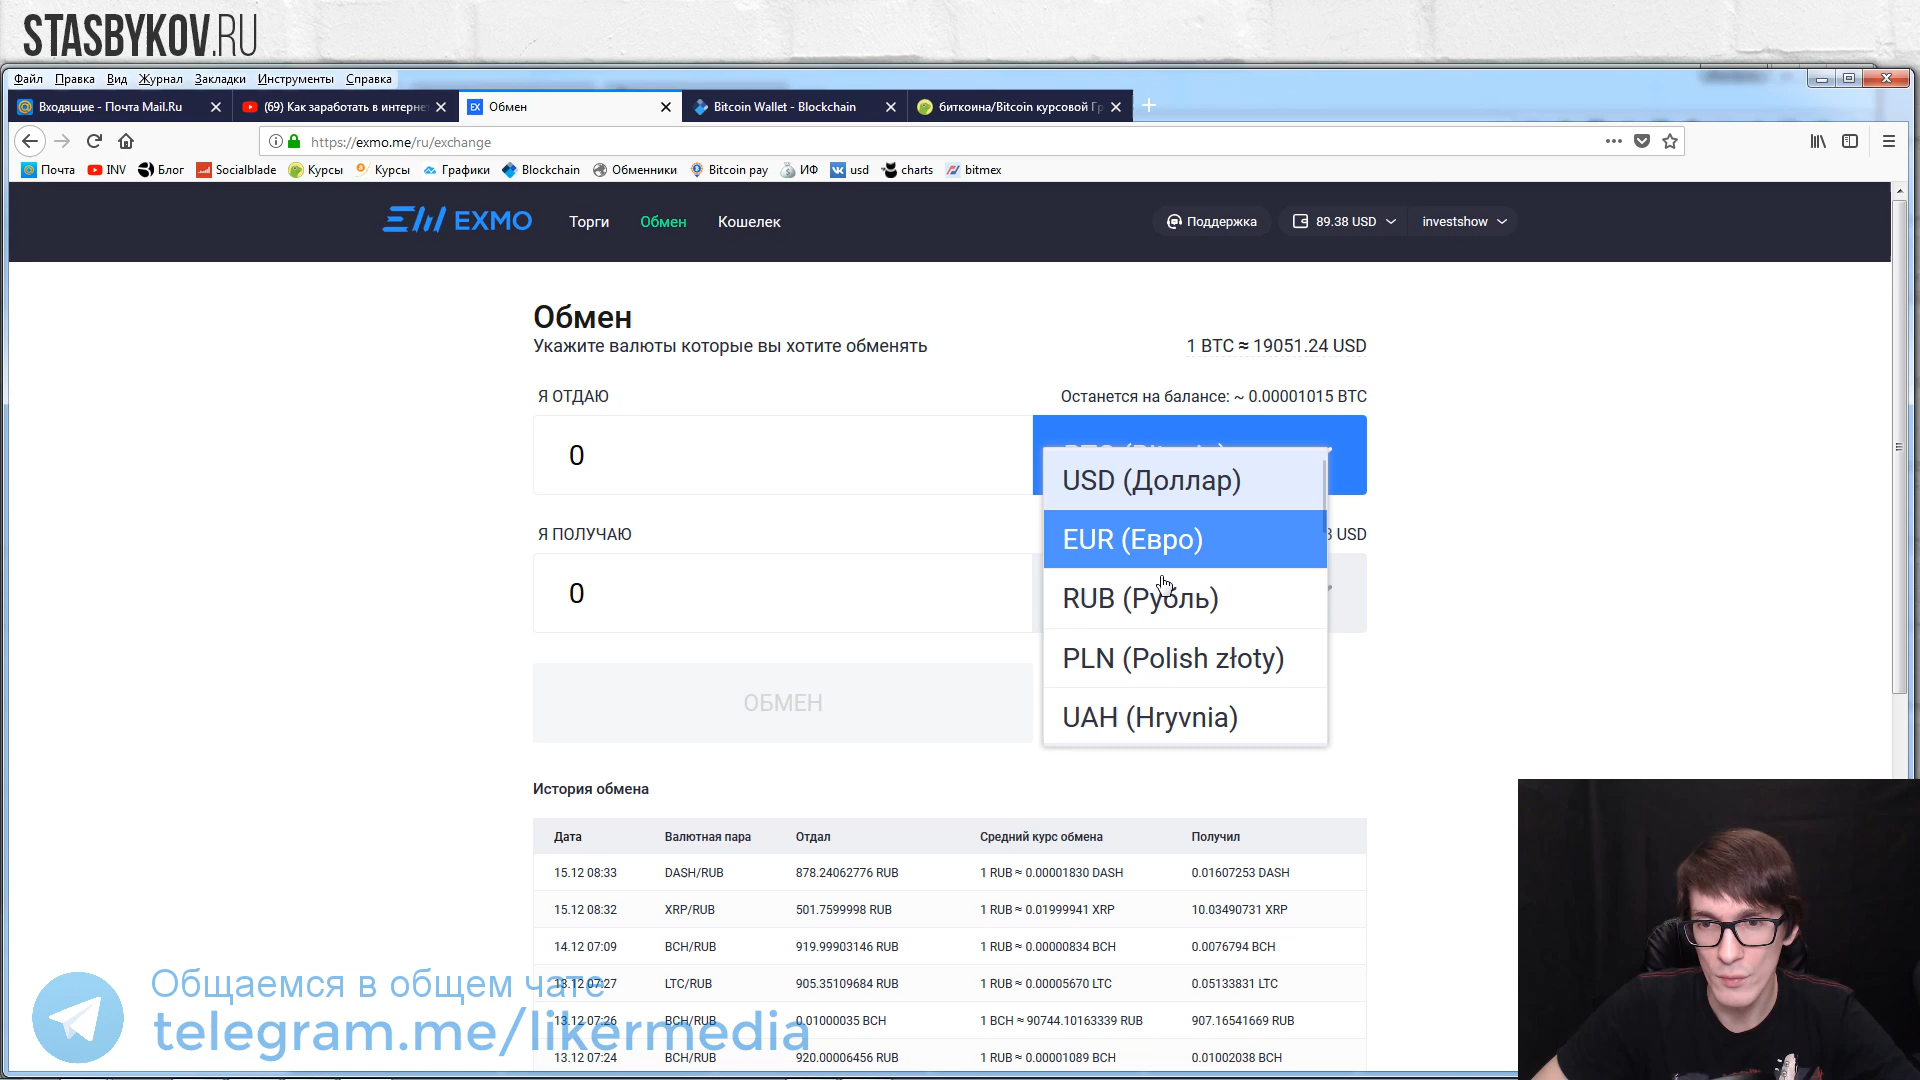 STASBYKOV.RU
Файл Правка Вид Журнал Закладки Инструменты Справка
Входящие - Почта Mail.Ru
(69) Как заработать в интерне
Обмен
Bitcoin Wallet - Blockchain
биткоина/Bitcoin курсовой Гр
https://exmo.me/ru/exchange
Почта INV Блог Socialblade Курсы Курсы Графики Blockchain Обменники Bitcoin pay ИФ usd charts bitmex
EXMO Торги Обмен Кошелек Поддержка 89.38 USD investshow
Обмен
Укажите валюты которые вы хотите обменять 1 BTC ≈ 19051.24 USD
Я ОТДАЮ Останется на балансе: ~ 0.00001015 BTC
0
USD (Доллар)
Я ПОЛУЧАЮ USD
EUR (Евро)
0
RUB (Рубль)
PLN (Polish złoty)
ОБМЕН
UAH (Hryvnia)
История обмена
Дата Валютная пара Отдал Средний курс обмена Получил
15.12 08:33 DASH/RUB 878.24062776 RUB 1 RUB ≈ 0.00001830 DASH 0.01607253 DASH
15.12 08:32 XRP/RUB 501.7599998 RUB 1 RUB ≈ 0.01999941 XRP 10.03490731 XRP
14.12 07:09 BCH/RUB 919.99903146 RUB 1 RUB ≈ 0.00000834 BCH 0.0076794 BCH
13.12 07:27 LTC/RUB 905.35109684 RUB 1 RUB ≈ 0.00005670 LTC 0.05133831 LTC
13.12 07:26 BCH/RUB 0.01000035 BCH 1 BCH ≈ 90744.10163339 RUB 907.16541669 RUB
13.12 07:24 BCH/RUB 920.00006456 RUB 1 RUB ≈ 0.00001089 BCH 0.01002038 BCH
Общаемся в общем чате
telegram.me/likermedia